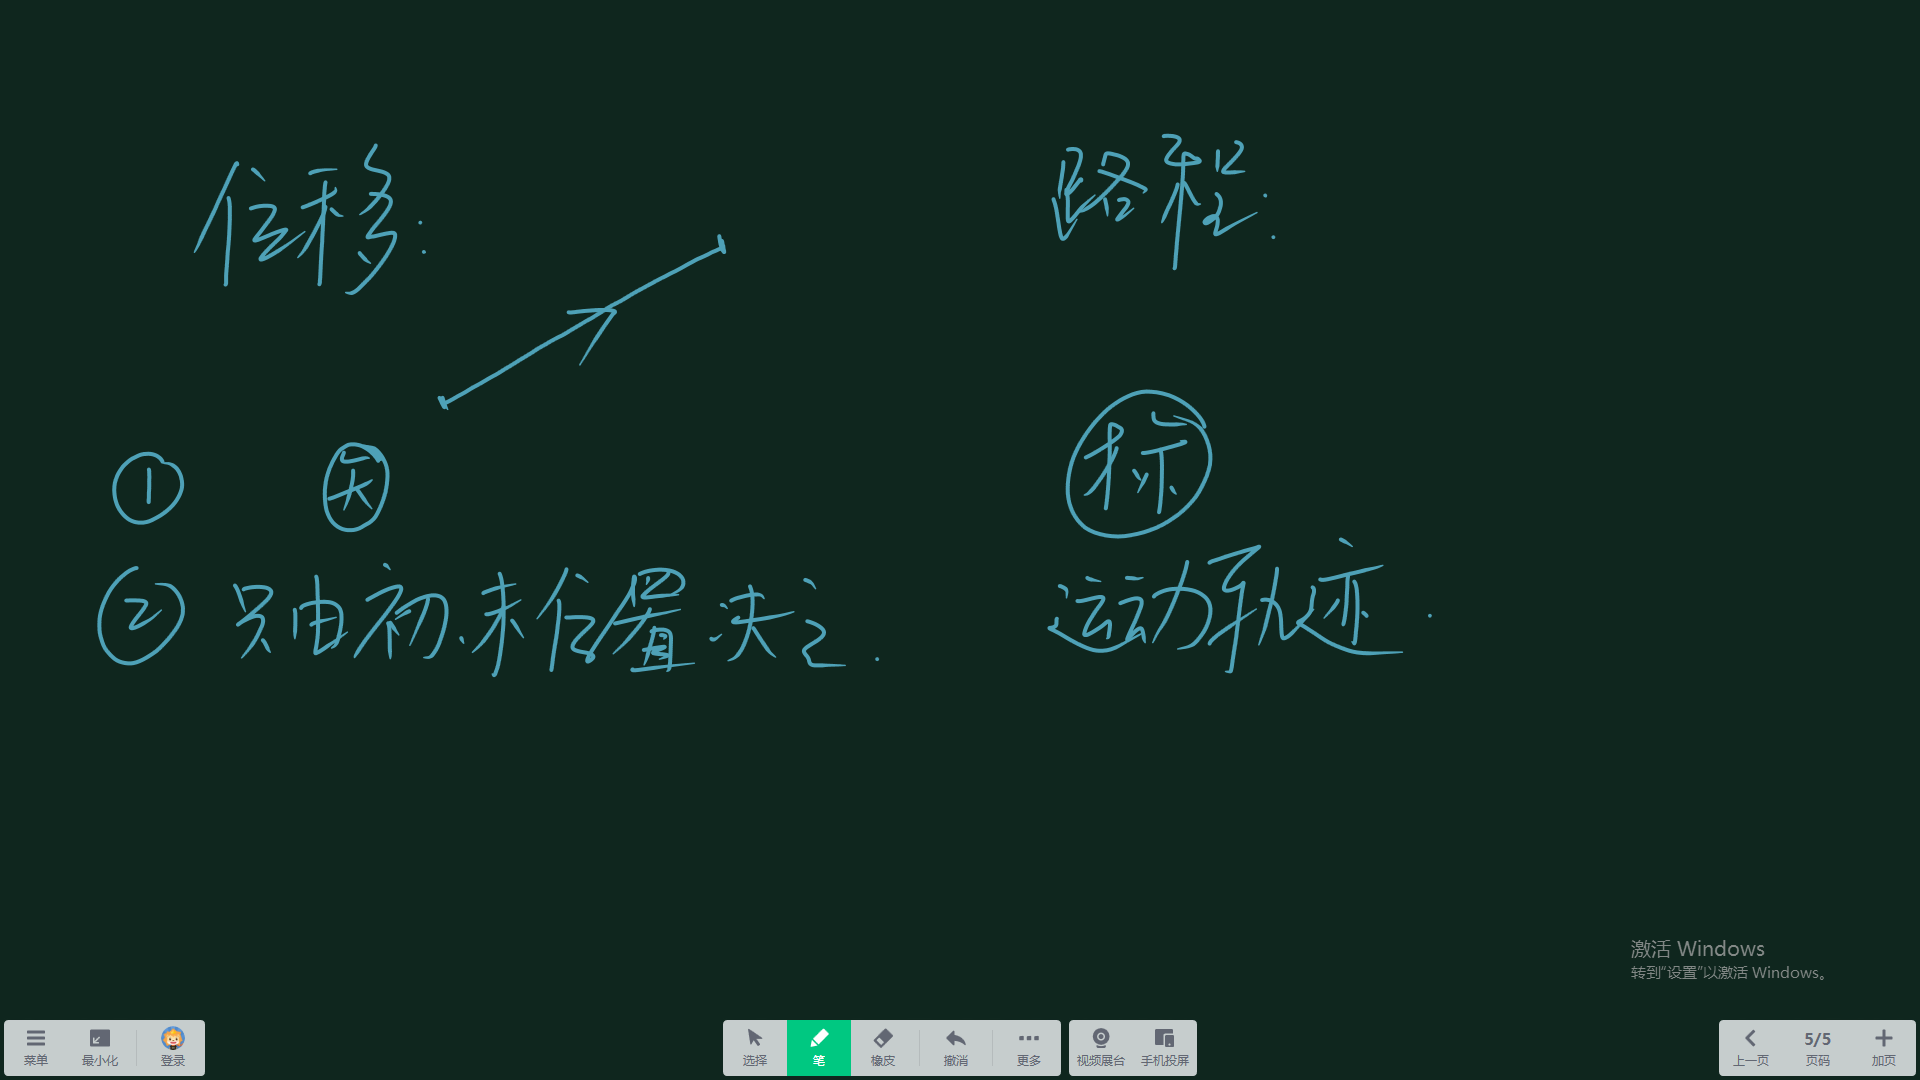 位移: 路程:
① 矢 标
② 只由初、末位置决定. 运动轨迹.
激活 Windows
转到“设置”以激活 Windows。
菜单 最小化 登录 选择 笔 橡皮 撤消 更多 视频展台 手机投屏 上一页 5/5 页码 加页